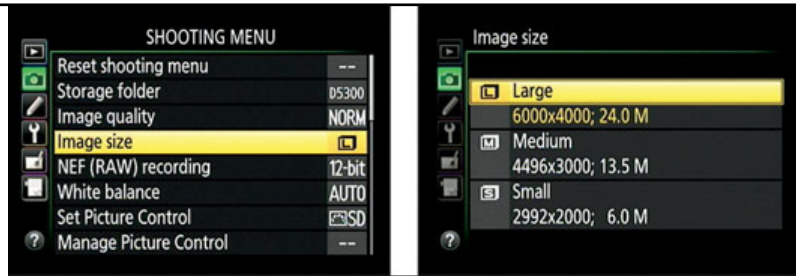 SHOOTING MENU
Reset shooting menu --
Storage folder D5300
Image quality NORM
Image size L
NEF (RAW) recording 12-bit
White balance AUTO
Set Picture Control SD
Manage Picture Control --
?
Image size
L Large
6000x4000; 24.0 M
M Medium
4496x3000; 13.5 M
S Small
2992x2000; 6.0 M
?